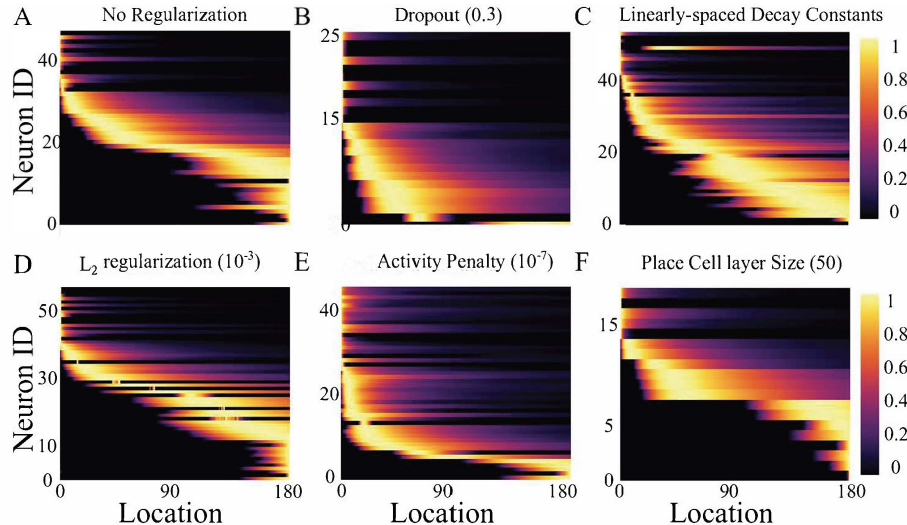 A No Regularization
B Dropout (0.3)
C Linearly-spaced Decay Constants
Neuron ID
40
20
0
25
15
0
40
20
0
1
0.8
0.6
0.4
0.2
0
D L2 regularization (10-3)
E Activity Penalty (10-7)
F Place Cell layer Size (50)
Neuron ID
50
30
10
0
40
20
0
15
5
0
1
0.8
0.6
0.4
0.2
0
0 90 180
0 90 180
0 90 180
Location
Location
Location